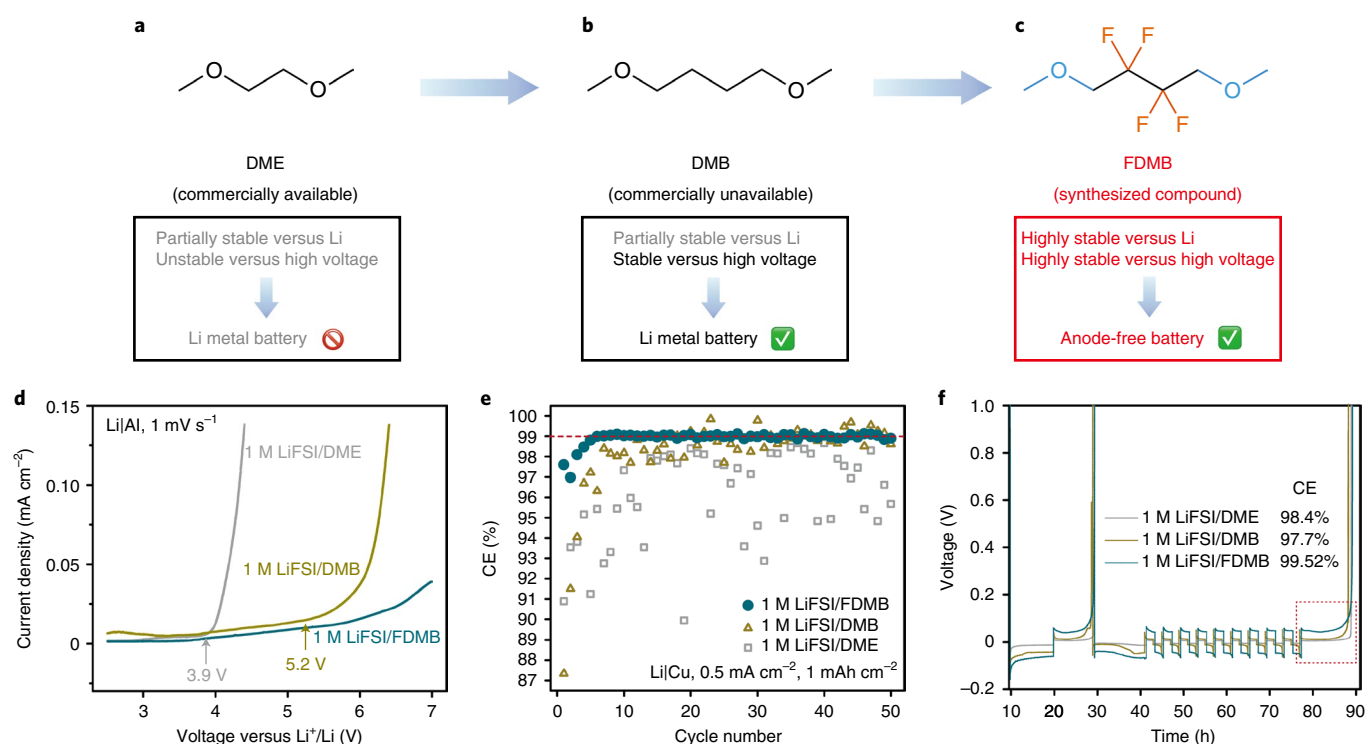 a
b
c
O
O
O
O
F
F
O
O
F
F
DME
(commercially available)
DMB
(commercially unavailable)
FDMB
(synthesized compound)
Partially stable versus Li
Unstable versus high voltage
Li metal battery
Partially stable versus Li
Stable versus high voltage
Li metal battery
Highly stable versus Li
Highly stable versus high voltage
Anode-free battery
d
0.15
0.10
0.05
0
Current density (mA cm⁻²)
Li|Al, 1 mV s⁻¹
1 M LiFSI/DME
1 M LiFSI/DMB
1 M LiFSI/FDMB
3.9 V
5.2 V
3
4
5
6
7
Voltage versus Li⁺/Li (V)
e
100
99
98
97
96
95
94
93
92
91
90
89
88
87
CE (%)
1 M LiFSI/FDMB
1 M LiFSI/DMB
1 M LiFSI/DME
Li|Cu, 0.5 mA cm⁻², 1 mAh cm⁻²
0
10
20
30
40
50
Cycle number
f
1.0
0.8
0.6
0.4
0.2
0
−0.2
Voltage (V)
CE
1 M LiFSI/DME 98.4%
1 M LiFSI/DMB 97.7%
1 M LiFSI/FDMB 99.52%
10
20
30
40
50
60
70
80
90
Time (h)